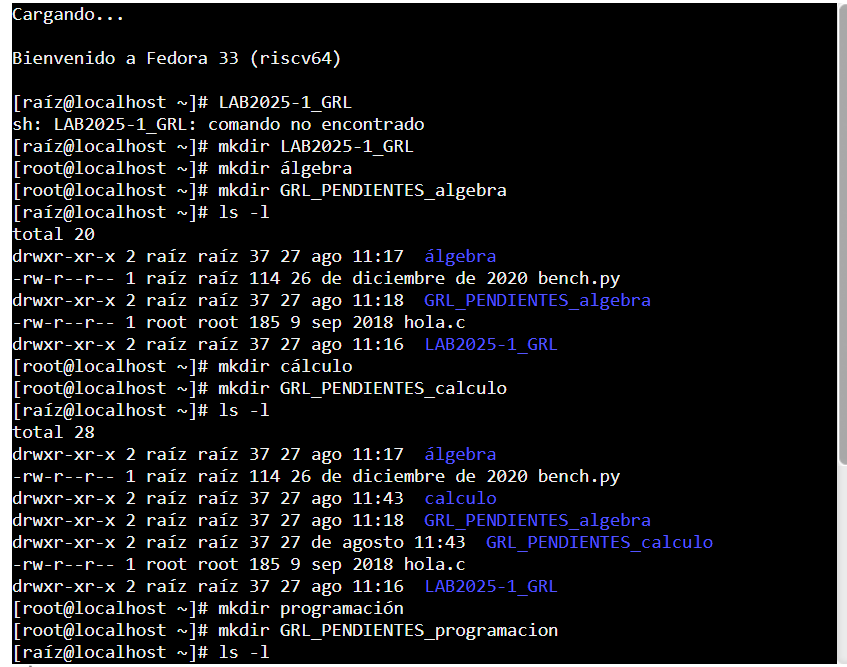 Cargando...
Bienvenido a Fedora 33 (riscv64)
[raíz@localhost ~]# LAB2025-1_GRL
sh: LAB2025-1_GRL: comando no encontrado
[raíz@localhost ~]# mkdir LAB2025-1_GRL
[root@localhost ~]# mkdir álgebra
[root@localhost ~]# mkdir GRL_PENDIENTES_algebra
[raíz@localhost ~]# ls -l
total 20
drwxr-xr-x 2 raíz raíz 37 27 ago 11:17 álgebra
-rw-r--r-- 1 raíz raíz 114 26 de diciembre de 2020 bench.py
drwxr-xr-x 2 raíz raíz 37 27 ago 11:18 GRL_PENDIENTES_algebra
-rw-r--r-- 1 root root 185 9 sep 2018 hola.c
drwxr-xr-x 2 raíz raíz 37 27 ago 11:16 LAB2025-1_GRL
[root@localhost ~]# mkdir cálculo
[root@localhost ~]# mkdir GRL_PENDIENTES_calculo
[raíz@localhost ~]# ls -l
total 28
drwxr-xr-x 2 raíz raíz 37 27 ago 11:17 álgebra
-rw-r--r-- 1 raíz raíz 114 26 de diciembre de 2020 bench.py
drwxr-xr-x 2 raíz raíz 37 27 ago 11:43 calculo
drwxr-xr-x 2 raíz raíz 37 27 ago 11:18 GRL_PENDIENTES_algebra
drwxr-xr-x 2 raíz raíz 37 27 de agosto 11:43 GRL_PENDIENTES_calculo
-rw-r--r-- 1 root root 185 9 sep 2018 hola.c
drwxr-xr-x 2 raíz raíz 37 27 ago 11:16 LAB2025-1_GRL
[root@localhost ~]# mkdir programación
[root@localhost ~]# mkdir GRL_PENDIENTES_programacion
[raíz@localhost ~]# ls -l